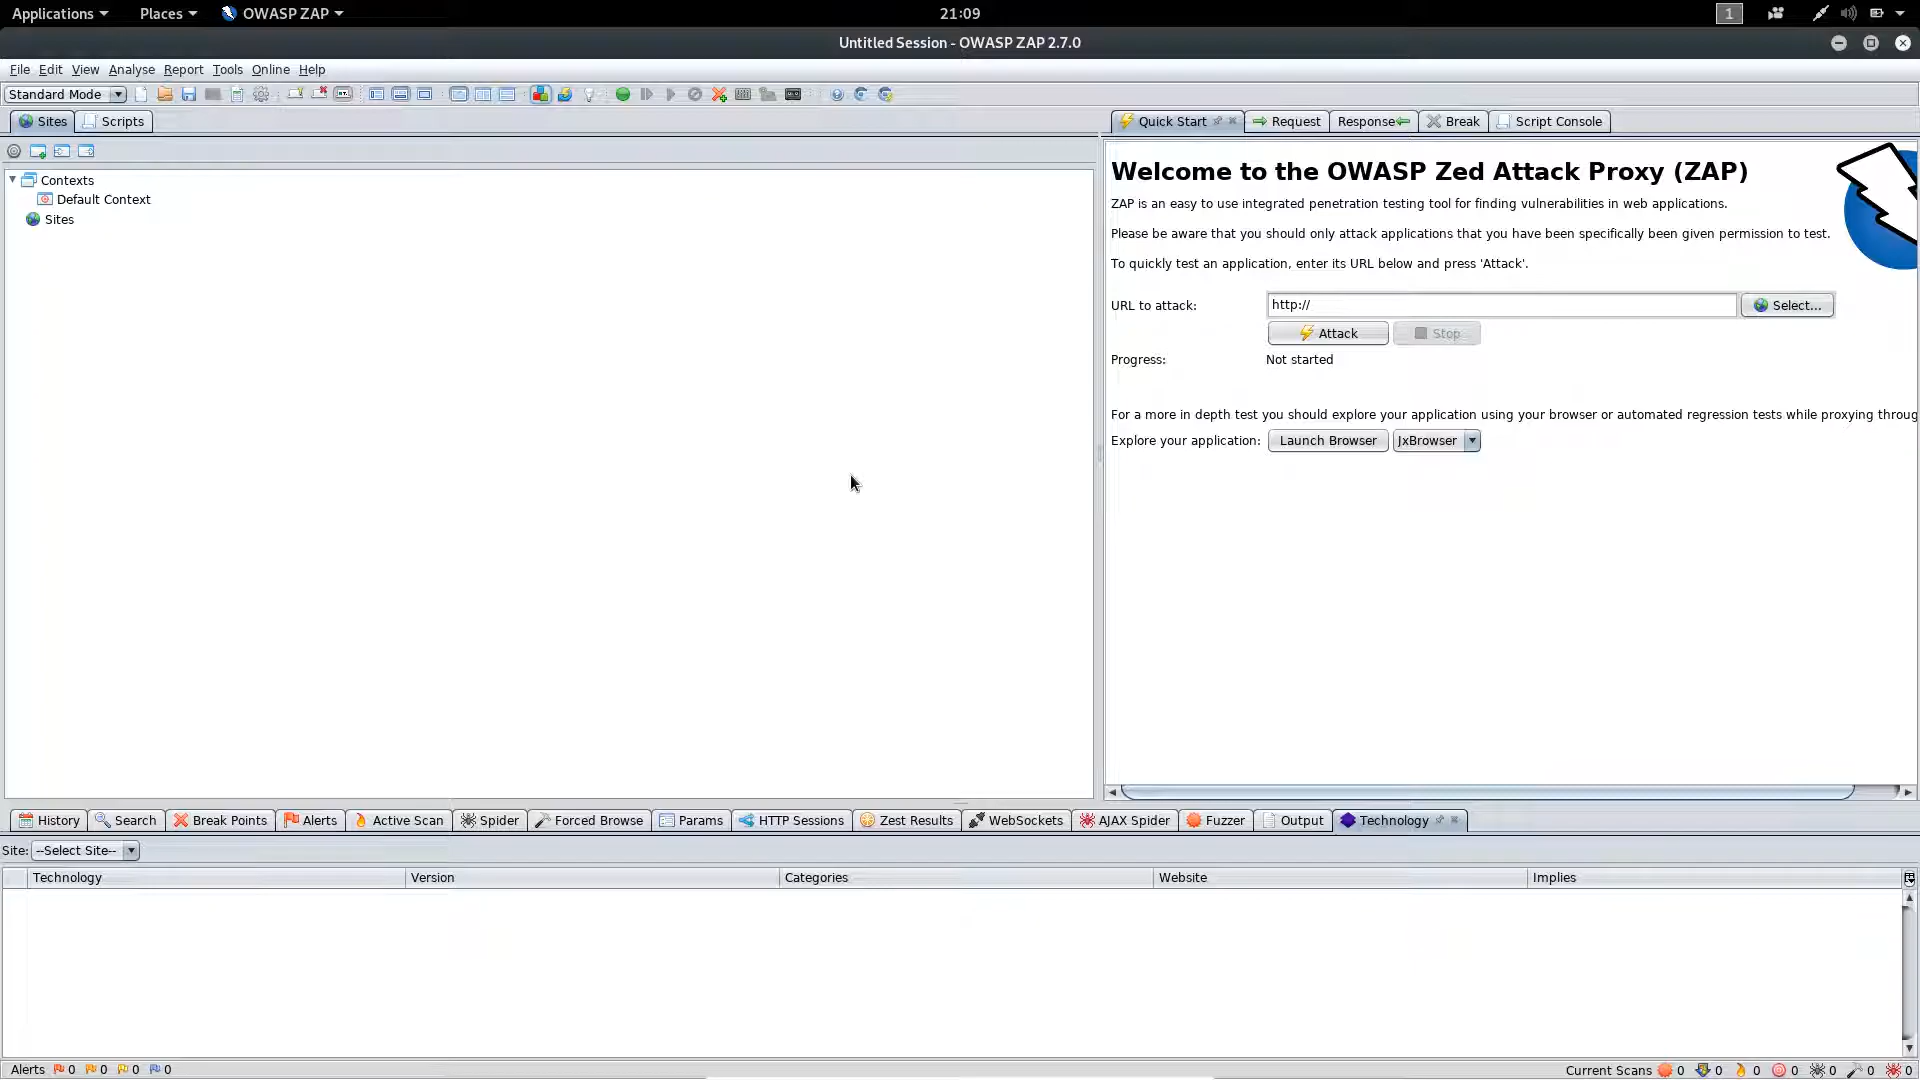 Applications Places OWASP ZAP 21:09 1
Untitled Session - OWASP ZAP 2.7.0
File Edit View Analyse Report Tools Online Help
Standard Mode
Sites Scripts
Quick Start Request Response Break Script Console
Contexts
Default Context
Sites
Welcome to the OWASP Zed Attack Proxy (ZAP)
ZAP is an easy to use integrated penetration testing tool for finding vulnerabilities in web applications.
Please be aware that you should only attack applications that you have been specifically been given permission to test.
To quickly test an application, enter its URL below and press 'Attack'.
URL to attack: http:// Select...
Attack Stop
Progress: Not started
For a more in depth test you should explore your application using your browser or automated regression tests while proxying throug
Explore your application: Launch Browser JxBrowser
History Search Break Points Alerts Active Scan Spider Forced Browse Params HTTP Sessions Zest Results WebSockets AJAX Spider Fuzzer Output Technology
Site: --Select Site--
Technology Version Categories Website Implies
Alerts 0 0 0 0 Current Scans 0 0 0 0 0 0 0